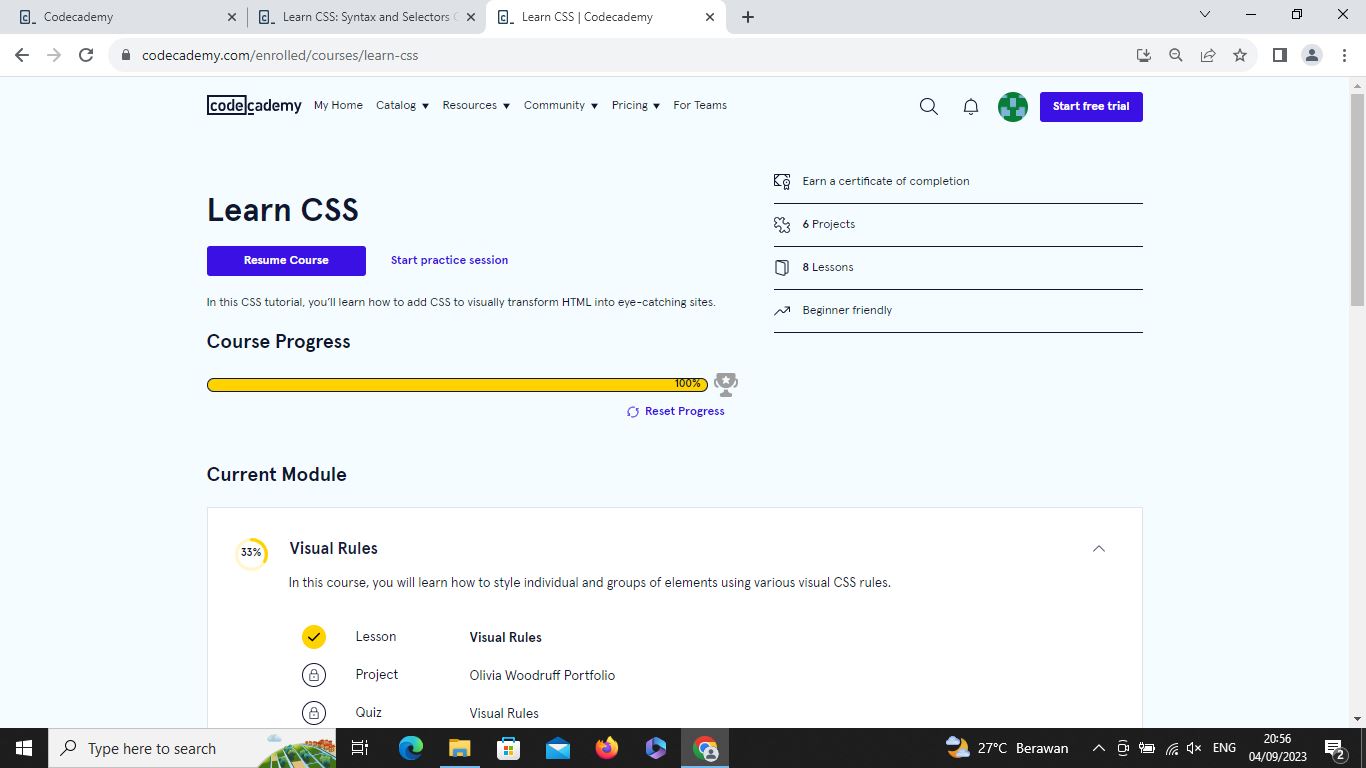 Codecademy
Learn CSS: Syntax and Selectors
Learn CSS | Codecademy
codecademy.com/enrolled/courses/learn-css
codecademy My Home Catalog Resources Community Pricing For Teams Start free trial
Learn CSS
Resume Course Start practice session
In this CSS tutorial, you'll learn how to add CSS to visually transform HTML into eye-catching sites.
Earn a certificate of completion
6 Projects
8 Lessons
Beginner friendly
Course Progress
100%
Reset Progress
Current Module
33% Visual Rules
In this course, you will learn how to style individual and groups of elements using various visual CSS rules.
Lesson Visual Rules
Project Olivia Woodruff Portfolio
Quiz Visual Rules
Type here to search
27°C Berawan
ENG
20:56
04/09/2023
2